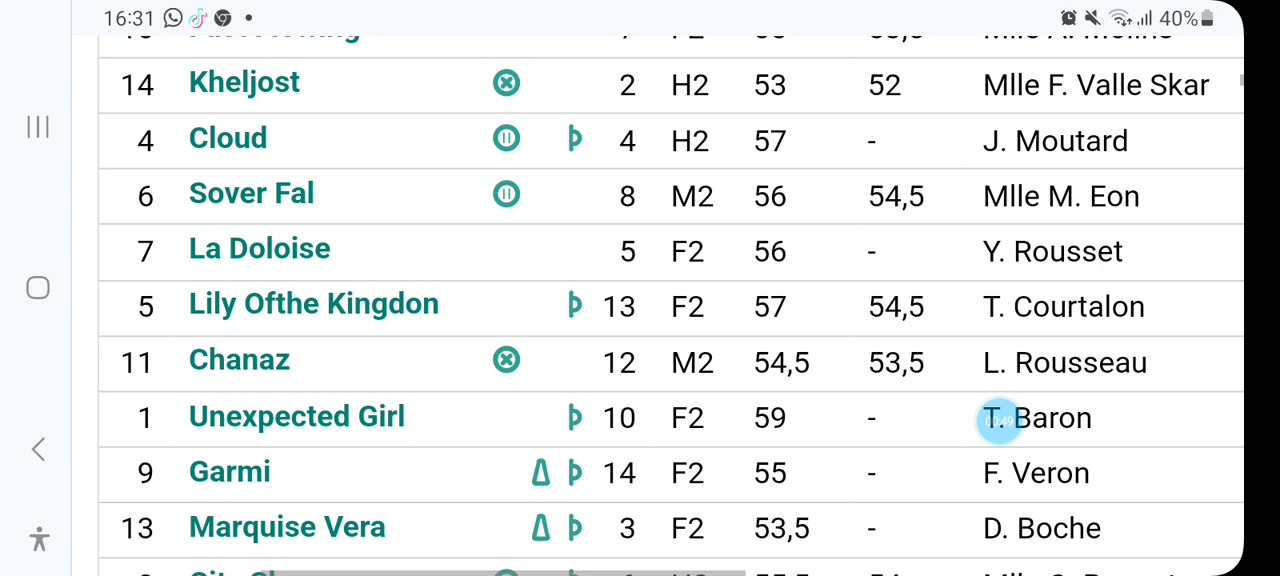 16:31 40%
14 Kheljost 2 H2 53 52 Mlle F. Valle Skar
4 Cloud 4 H2 57 - J. Moutard
6 Sover Fal 8 M2 56 54,5 Mlle M. Eon
7 La Doloise 5 F2 56 - Y. Rousset
5 Lily Ofthe Kingdon 13 F2 57 54,5 T. Courtalon
11 Chanaz 12 M2 54,5 53,5 L. Rousseau
1 Unexpected Girl 10 F2 59 - T. Baron
9 Garmi 14 F2 55 - F. Veron
13 Marquise Vera 3 F2 53,5 - D. Boche